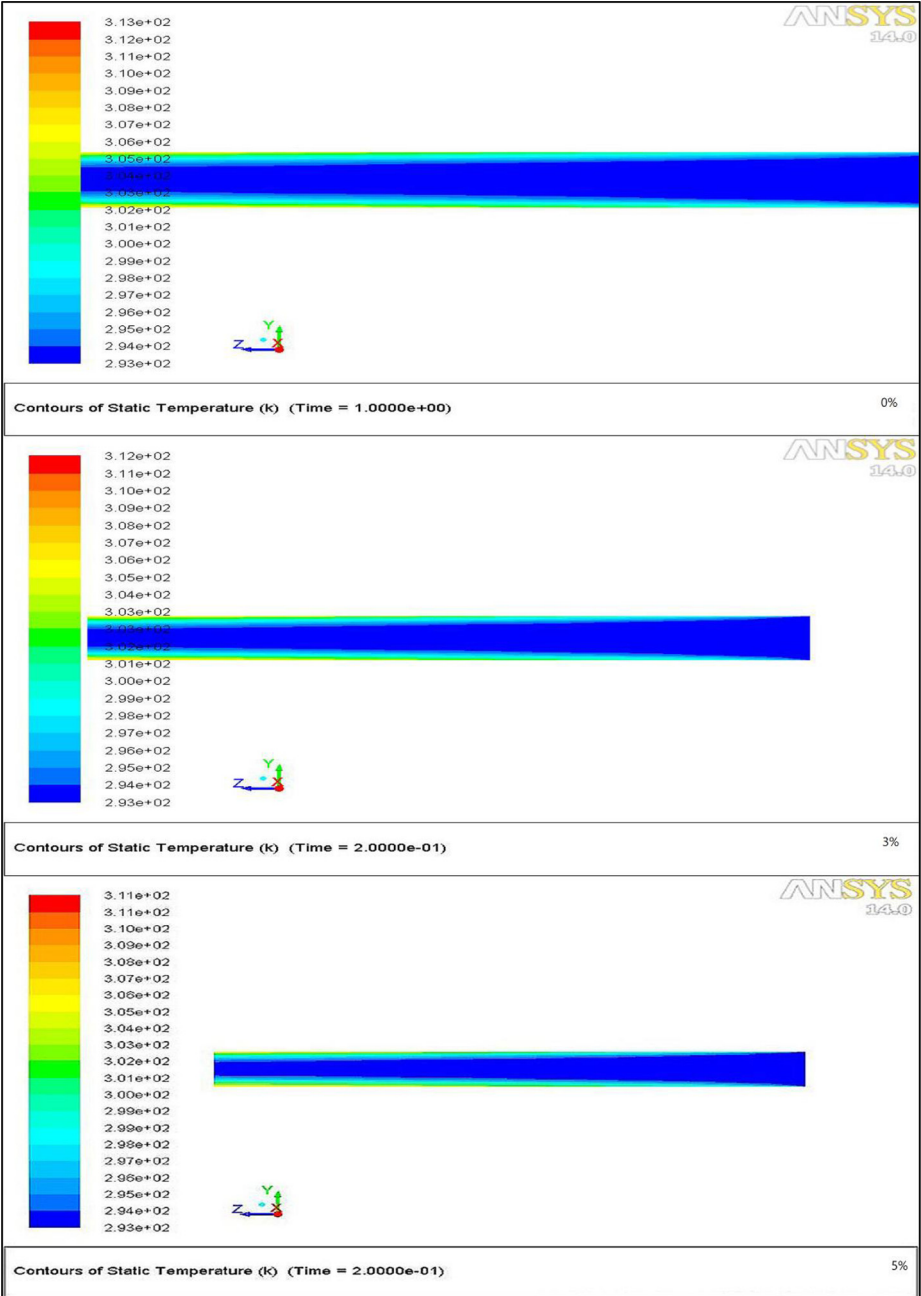 ANSYS
14.0
3.13e+02
3.12e+02
3.11e+02
3.10e+02
3.09e+02
3.08e+02
3.07e+02
3.06e+02
3.05e+02
3.04e+02
3.03e+02
3.02e+02
3.01e+02
3.00e+02
2.99e+02
2.98e+02
2.97e+02
2.96e+02
2.95e+02
2.94e+02
2.93e+02
Y
Z X
Contours of Static Temperature (k) (Time = 1.0000e+00) 0%
ANSYS
14.0
3.12e+02
3.11e+02
3.10e+02
3.09e+02
3.08e+02
3.07e+02
3.06e+02
3.05e+02
3.04e+02
3.03e+02
3.03e+02
3.02e+02
3.01e+02
3.00e+02
2.99e+02
2.98e+02
2.97e+02
2.96e+02
2.95e+02
2.94e+02
2.93e+02
Y
Z X
Contours of Static Temperature (k) (Time = 2.0000e-01) 3%
ANSYS
14.0
3.11e+02
3.11e+02
3.10e+02
3.09e+02
3.08e+02
3.07e+02
3.06e+02
3.05e+02
3.04e+02
3.03e+02
3.02e+02
3.01e+02
3.00e+02
2.99e+02
2.99e+02
2.98e+02
2.97e+02
2.96e+02
2.95e+02
2.94e+02
2.93e+02
Y
Z X
Contours of Static Temperature (k) (Time = 2.0000e-01) 5%